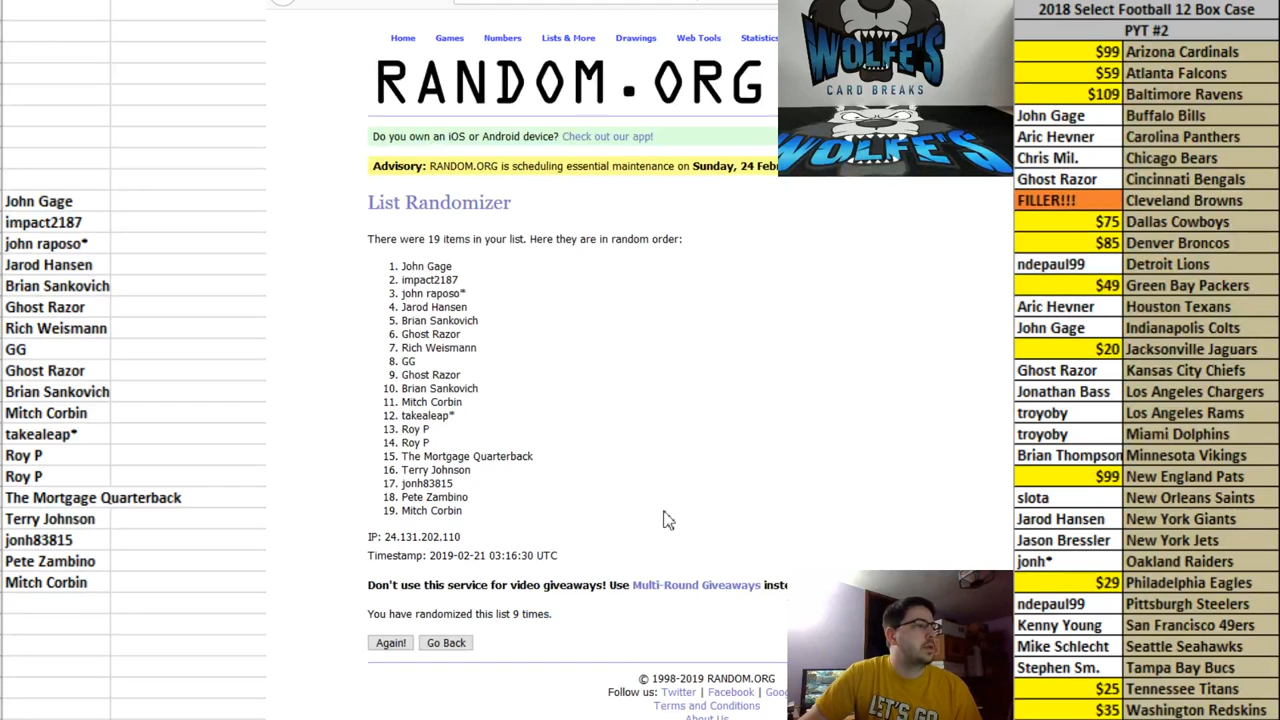 John Gage
impact2187
john raposo*
Jarod Hansen
Brian Sankovich
Ghost Razor
Rich Weismann
GG
Ghost Razor
Brian Sankovich
Mitch Corbin
takealeap*
Roy P
Roy P
The Mortgage Quarterback
Terry Johnson
jonh83815
Pete Zambino
Mitch Corbin
Home Games Numbers Lists & More Drawings Web Tools Statistics
RANDOM.ORG
Do you own an iOS or Android device? Check out our app!
Advisory: RANDOM.ORG is scheduling essential maintenance on Sunday, 24 Feb
List Randomizer
There were 19 items in your list. Here they are in random order:
1. John Gage
2. impact2187
3. john raposo*
4. Jarod Hansen
5. Brian Sankovich
6. Ghost Razor
7. Rich Weismann
8. GG
9. Ghost Razor
10. Brian Sankovich
11. Mitch Corbin
12. takealeap*
13. Roy P
14. Roy P
15. The Mortgage Quarterback
16. Terry Johnson
17. jonh83815
18. Pete Zambino
19. Mitch Corbin
IP: 24.131.202.110
Timestamp: 2019-02-21 03:16:30 UTC
Don't use this service for video giveaways! Use Multi-Round Giveaways inste
You have randomized this list 9 times.
Again! Go Back
© 1998-2019 RANDOM.ORG
Follow us: Twitter | Facebook | Goo
Terms and Conditions
About Us
WOLFE'S
CARD BREAKS
WOLFE'S
LET'S GO
2018 Select Football 12 Box Case
PYT #2
$99 Arizona Cardinals
$59 Atlanta Falcons
$109 Baltimore Ravens
John Gage Buffalo Bills
Aric Hevner Carolina Panthers
Chris Mil. Chicago Bears
Ghost Razor Cincinnati Bengals
FILLER!!! Cleveland Browns
$75 Dallas Cowboys
$85 Denver Broncos
ndepaul99 Detroit Lions
$49 Green Bay Packers
Aric Hevner Houston Texans
John Gage Indianapolis Colts
$20 Jacksonville Jaguars
Ghost Razor Kansas City Chiefs
Jonathan Bass Los Angeles Chargers
troyoby Los Angeles Rams
troyoby Miami Dolphins
Brian Thompson Minnesota Vikings
$99 New England Pats
slota New Orleans Saints
Jarod Hansen New York Giants
Jason Bressler New York Jets
jonh* Oakland Raiders
$29 Philadelphia Eagles
ndepaul99 Pittsburgh Steelers
Kenny Young San Francisco 49ers
Mike Schlecht Seattle Seahawks
Stephen Sm. Tampa Bay Bucs
$25 Tennessee Titans
$35 Washington Redskins